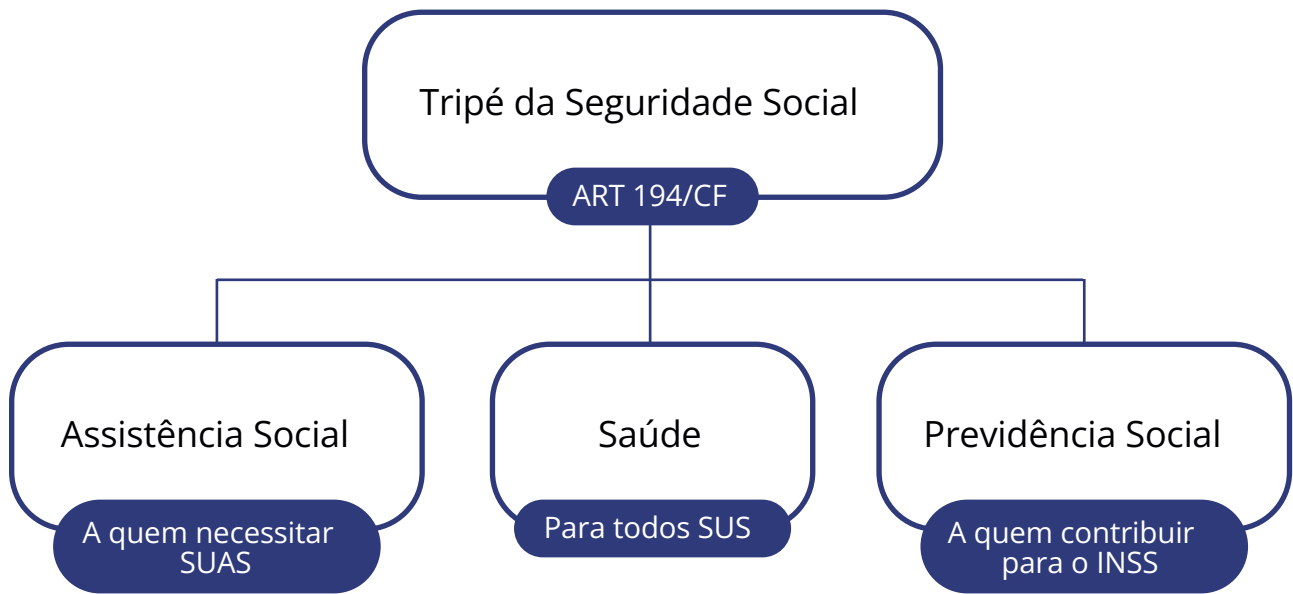 Tripé da Seguridade Social
ART 194/CF
Assistência Social
A quem necessitar
SUAS
Saúde
Para todos SUS
Previdência Social
A quem contribuir
para o INSS